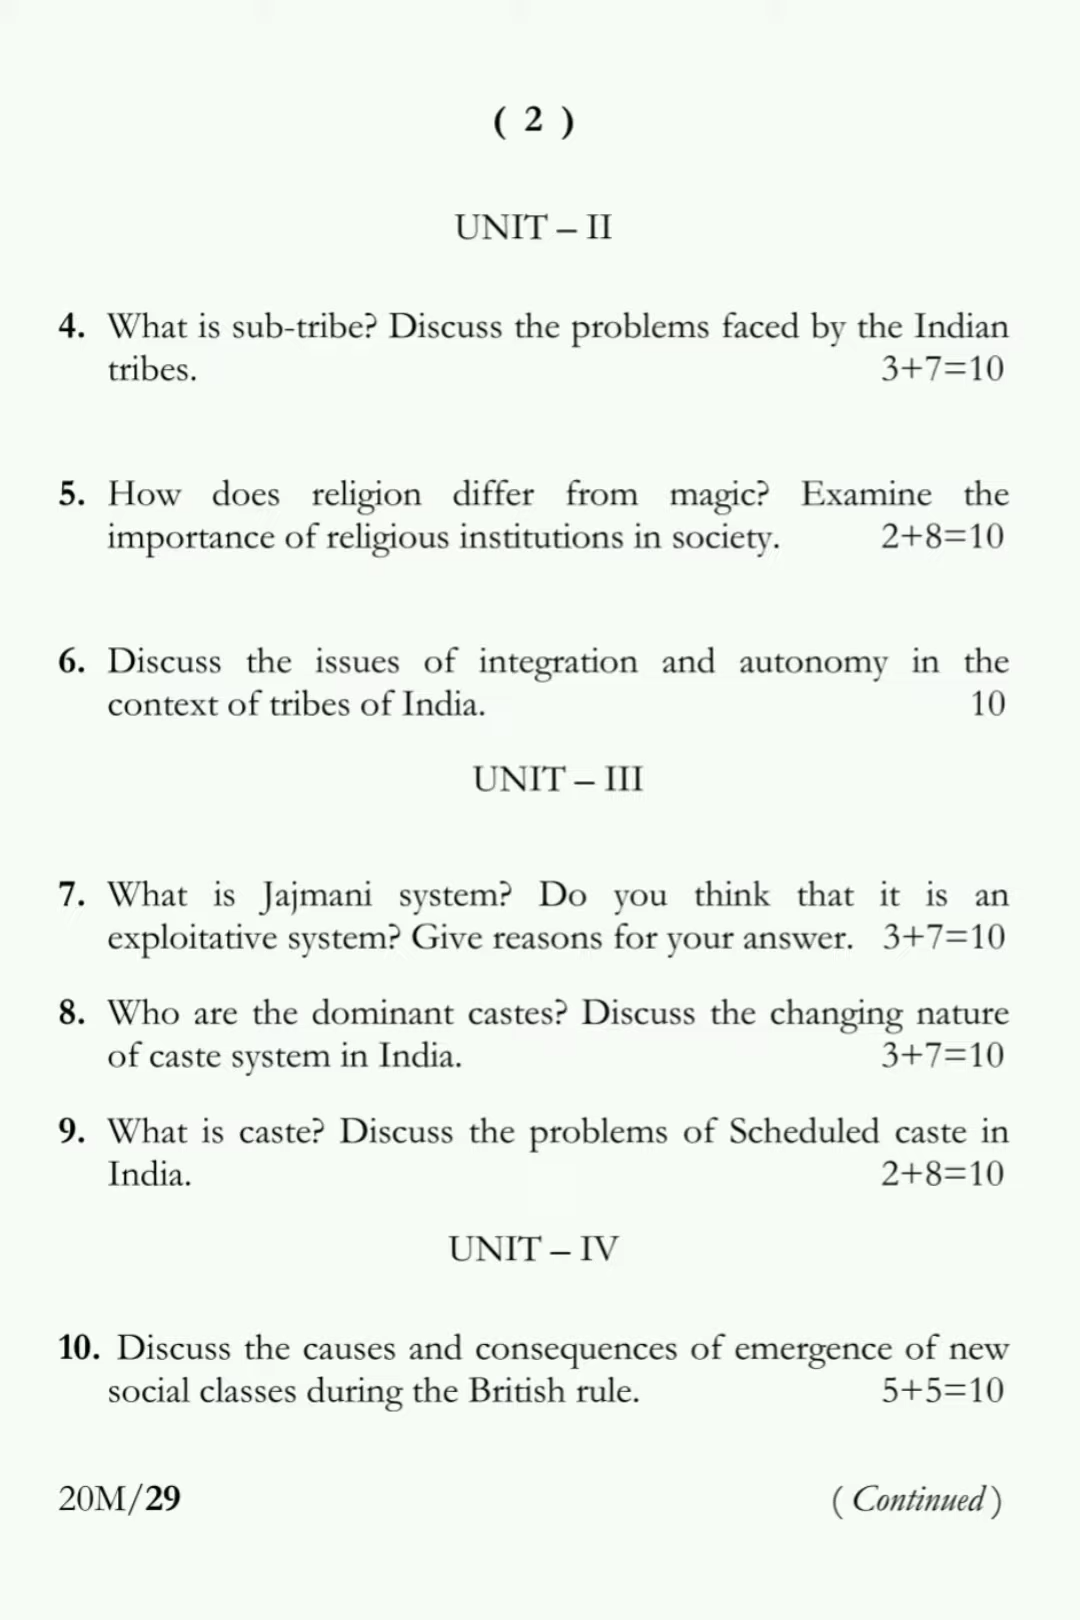 ( 2 )
UNIT – II
4. What is sub-tribe? Discuss the problems faced by the Indian
tribes. 3+7=10
5. How does religion differ from magic? Examine the
importance of religious institutions in society. 2+8=10
6. Discuss the issues of integration and autonomy in the
context of tribes of India. 10
UNIT – III
7. What is Jajmani system? Do you think that it is an
exploitative system? Give reasons for your answer. 3+7=10
8. Who are the dominant castes? Discuss the changing nature
of caste system in India. 3+7=10
9. What is caste? Discuss the problems of Scheduled caste in
India. 2+8=10
UNIT – IV
10. Discuss the causes and consequences of emergence of new
social classes during the British rule. 5+5=10
20M/29 ( Continued )